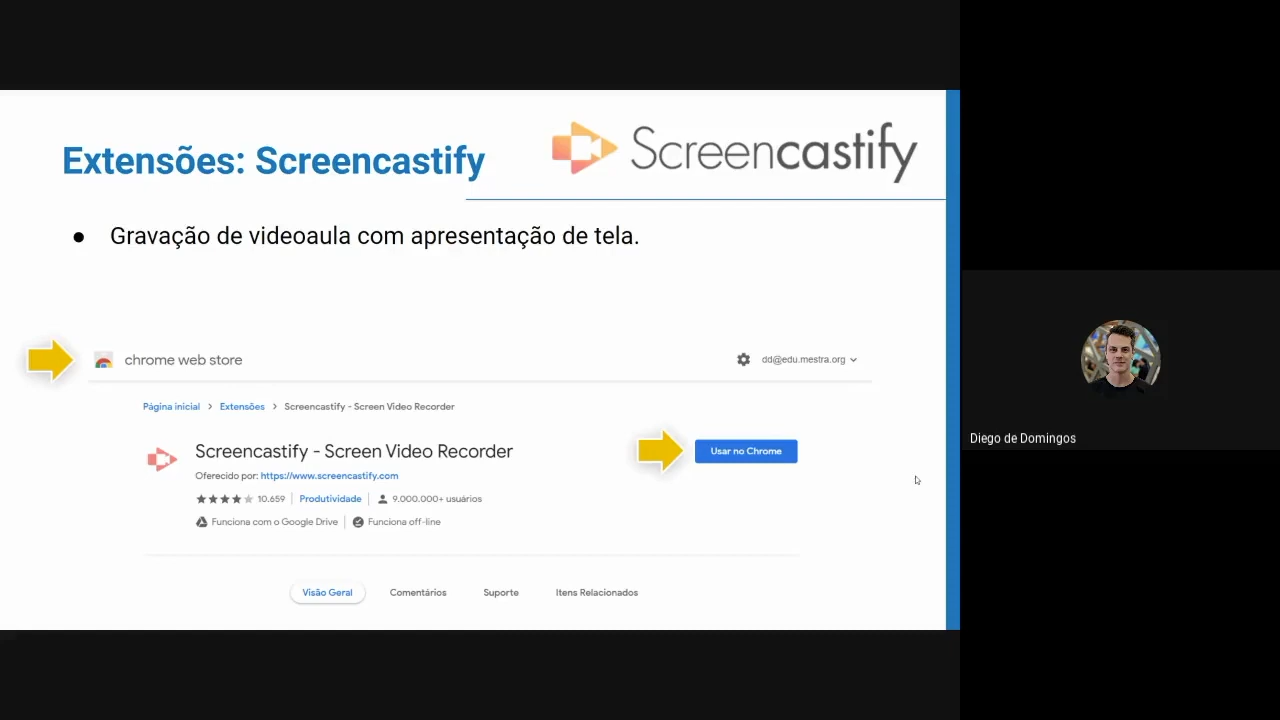 Extensões: Screencastify
Screencastify
● Gravação de videoaula com apresentação de tela.
chrome web store
dd@edu.mestra.org
Página inicial > Extensões > Screencastify - Screen Video Recorder
Screencastify - Screen Video Recorder
Usar no Chrome
Oferecido por: https://www.screencastify.com
10.659 | Produtividade | 9.000.000+ usuários
Funciona com o Google Drive | Funciona off-line
Visão Geral Comentários Suporte Itens Relacionados
Diego de Domingos